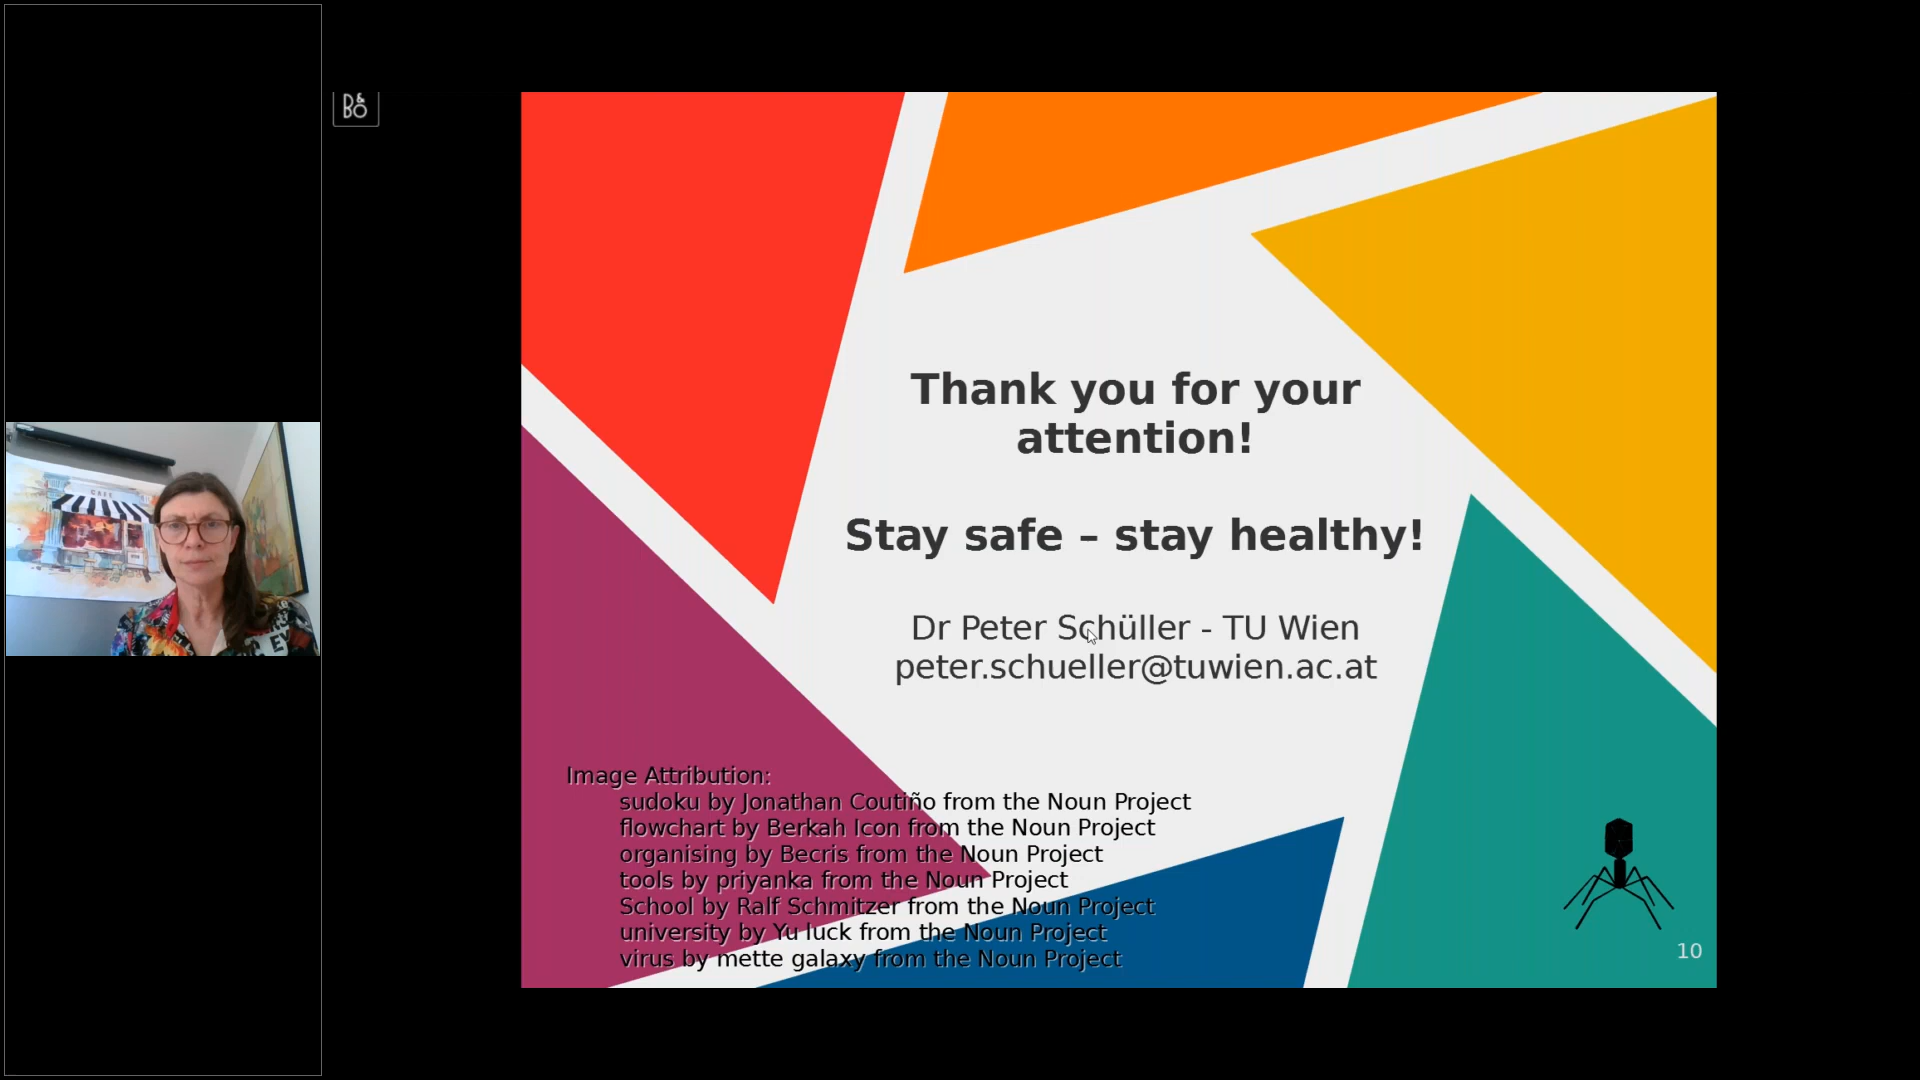 B&O
CAFE
Thank you for your
attention!
Stay safe – stay healthy!
Dr Peter Schüller - TU Wien
peter.schueller@tuwien.ac.at
Image Attribution:
sudoku by Jonathan Coutiño from the Noun Project
flowchart by Berkah Icon from the Noun Project
organising by Becris from the Noun Project
tools by priyanka from the Noun Project
School by Ralf Schmitzer from the Noun Project
university by Yu luck from the Noun Project
virus by mette galaxy from the Noun Project
10